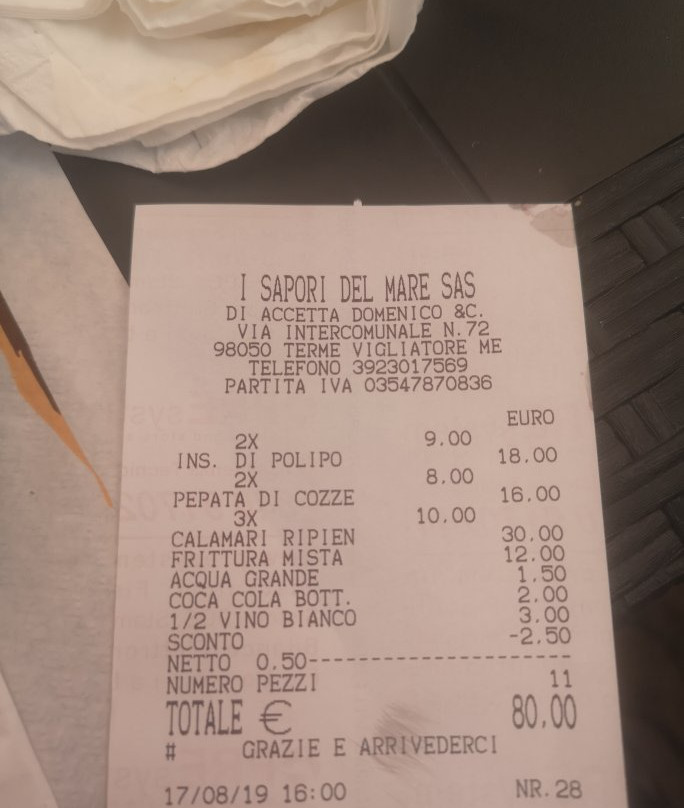 I SAPORI DEL MARE SAS
DI ACCETTA DOMENICO &C.
VIA INTERCOMUNALE N.72
98050 TERME VIGLIATORE ME
TELEFONO 3923017569
PARTITA IVA 03547870836
EURO
2X 9.00
INS. DI POLIPO 18.00
2X 8.00
PEPATA DI COZZE 16.00
3X 10.00
CALAMARI RIPIEN 30.00
FRITTURA MISTA 12.00
ACQUA GRANDE 1.50
COCA COLA BOTT. 2.00
1/2 VINO BIANCO 3.00
SCONTO -2.50
NETTO 0.50--------------------
NUMERO PEZZI 11
TOTALE € 80.00
# GRAZIE E ARRIVEDERCI
17/08/19 16:00 NR.28